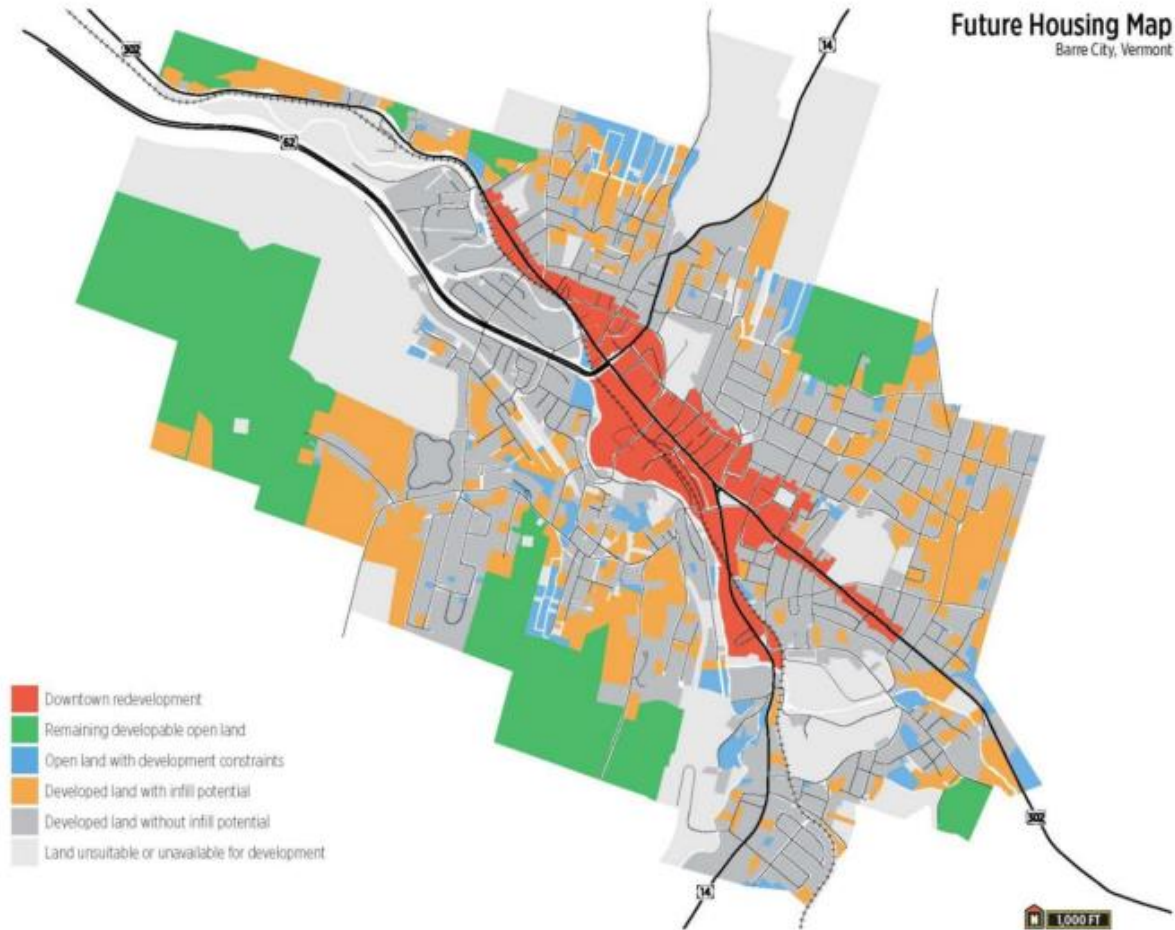 Future Housing Map
Barre City, Vermont
302
14
62
Downtown redevelopment
Remaining developable open land
Open land with development constraints
Developed land with infill potential
Developed land without infill potential
Land unsuitable or unavailable for development
302
14
N 1,000 FT